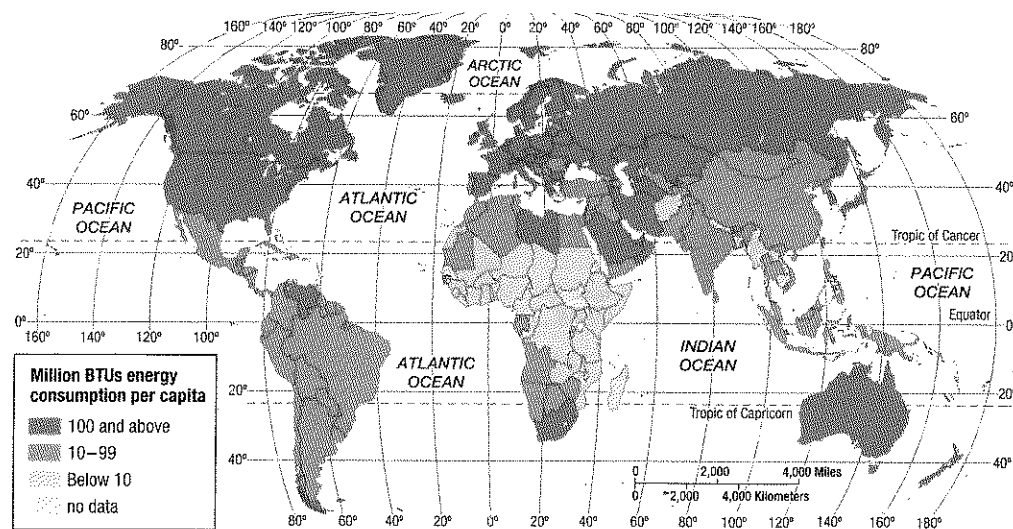 160° 140° 120° 100° 80° 60° 40° 20° 0° 20° 40° 60° 80° 100° 120° 140° 160°
80° 80°
ARCTIC
OCEAN
60° 60°
40° 40°
ATLANTIC
OCEAN
PACIFIC
OCEAN
Tropic of Cancer
20° 20
PACIFIC
OCEAN
Equator
0° 0
160° 140° 120° 100°
INDIAN
OCEAN
ATLANTIC
OCEAN
Million BTUs energy
consumption per capita
100 and above
10–99
Below 10
no data
20° 20
Tropic of Capricorn
40° 40°
0 2,000 4,000 Miles
0 2,000 4,000 Kilometers
80° 60° 40° 20° 0° 20° 40° 60° 80° 100° 120° 140° 160° 180°